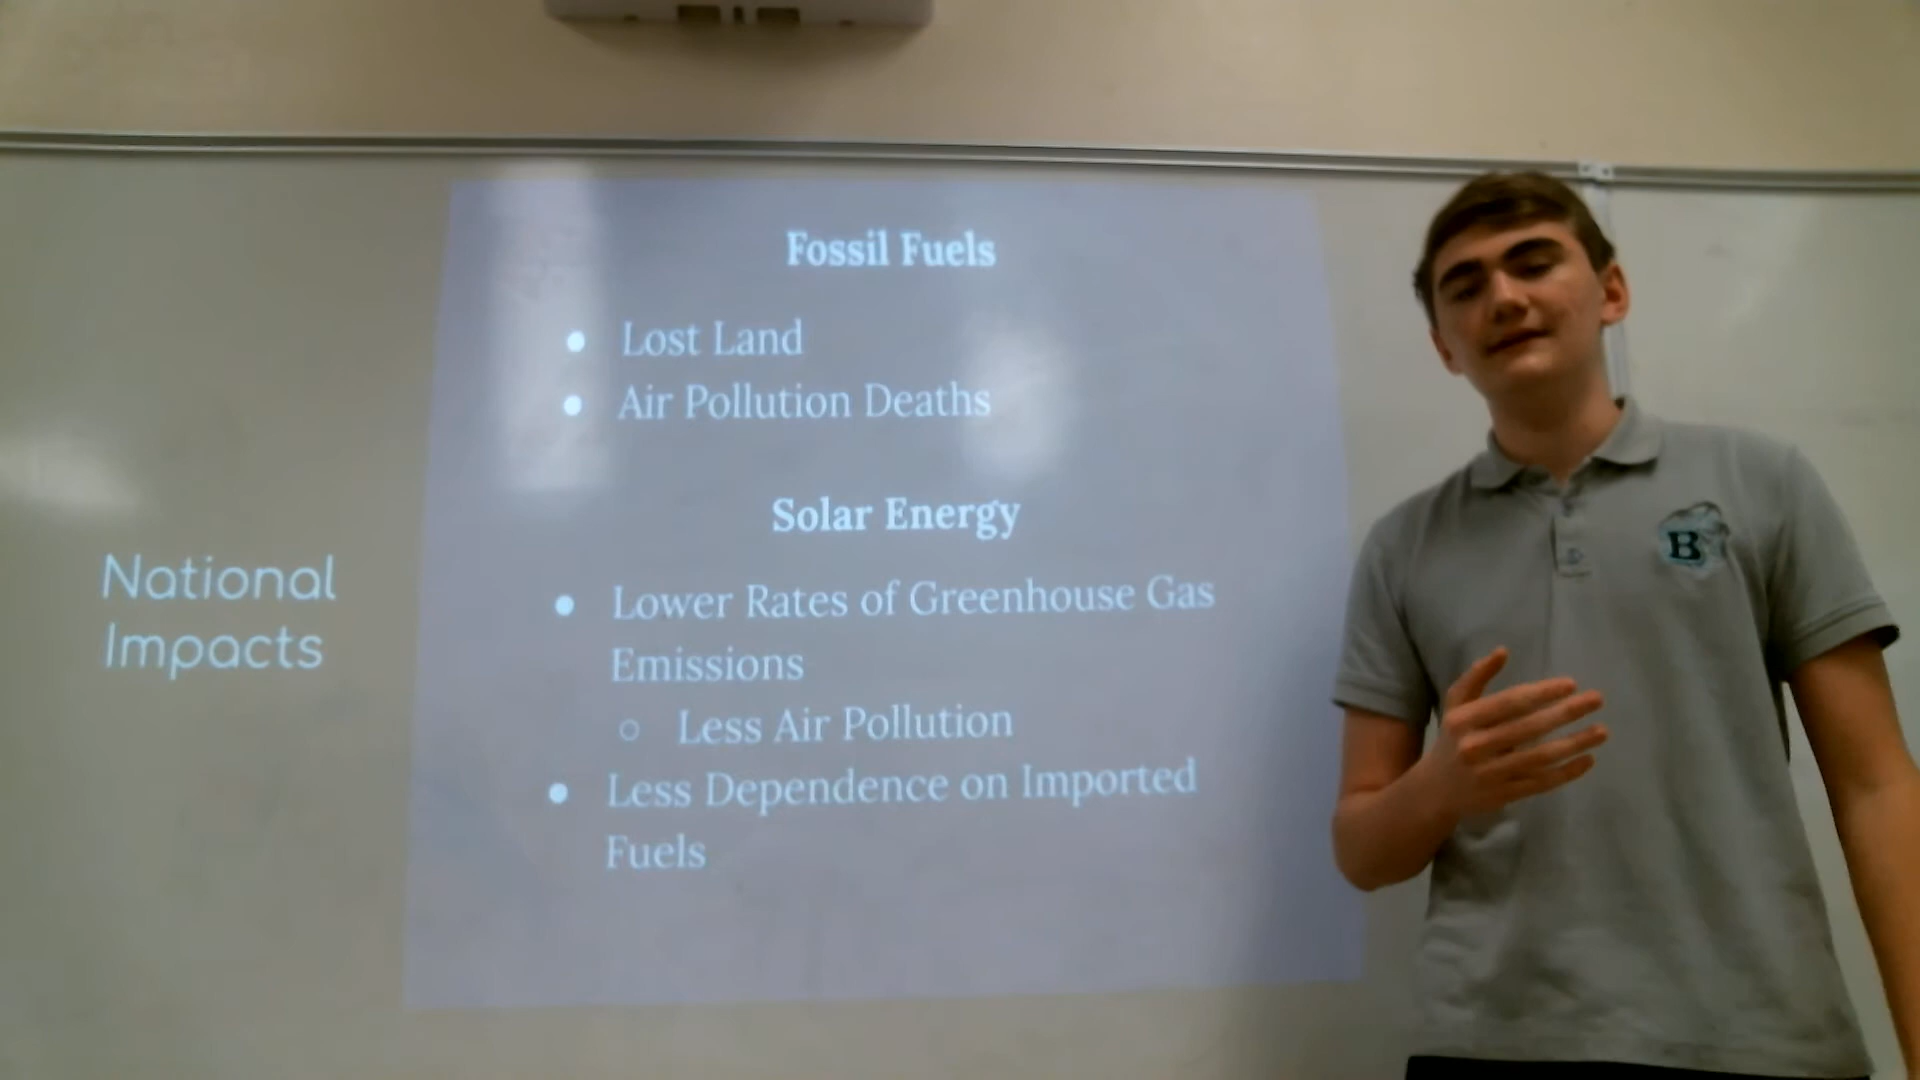 National
Impacts
Fossil Fuels
● Lost Land
● Air Pollution Deaths
Solar Energy
● Lower Rates of Greenhouse Gas
Emissions
○ Less Air Pollution
● Less Dependence on Imported
Fuels
B